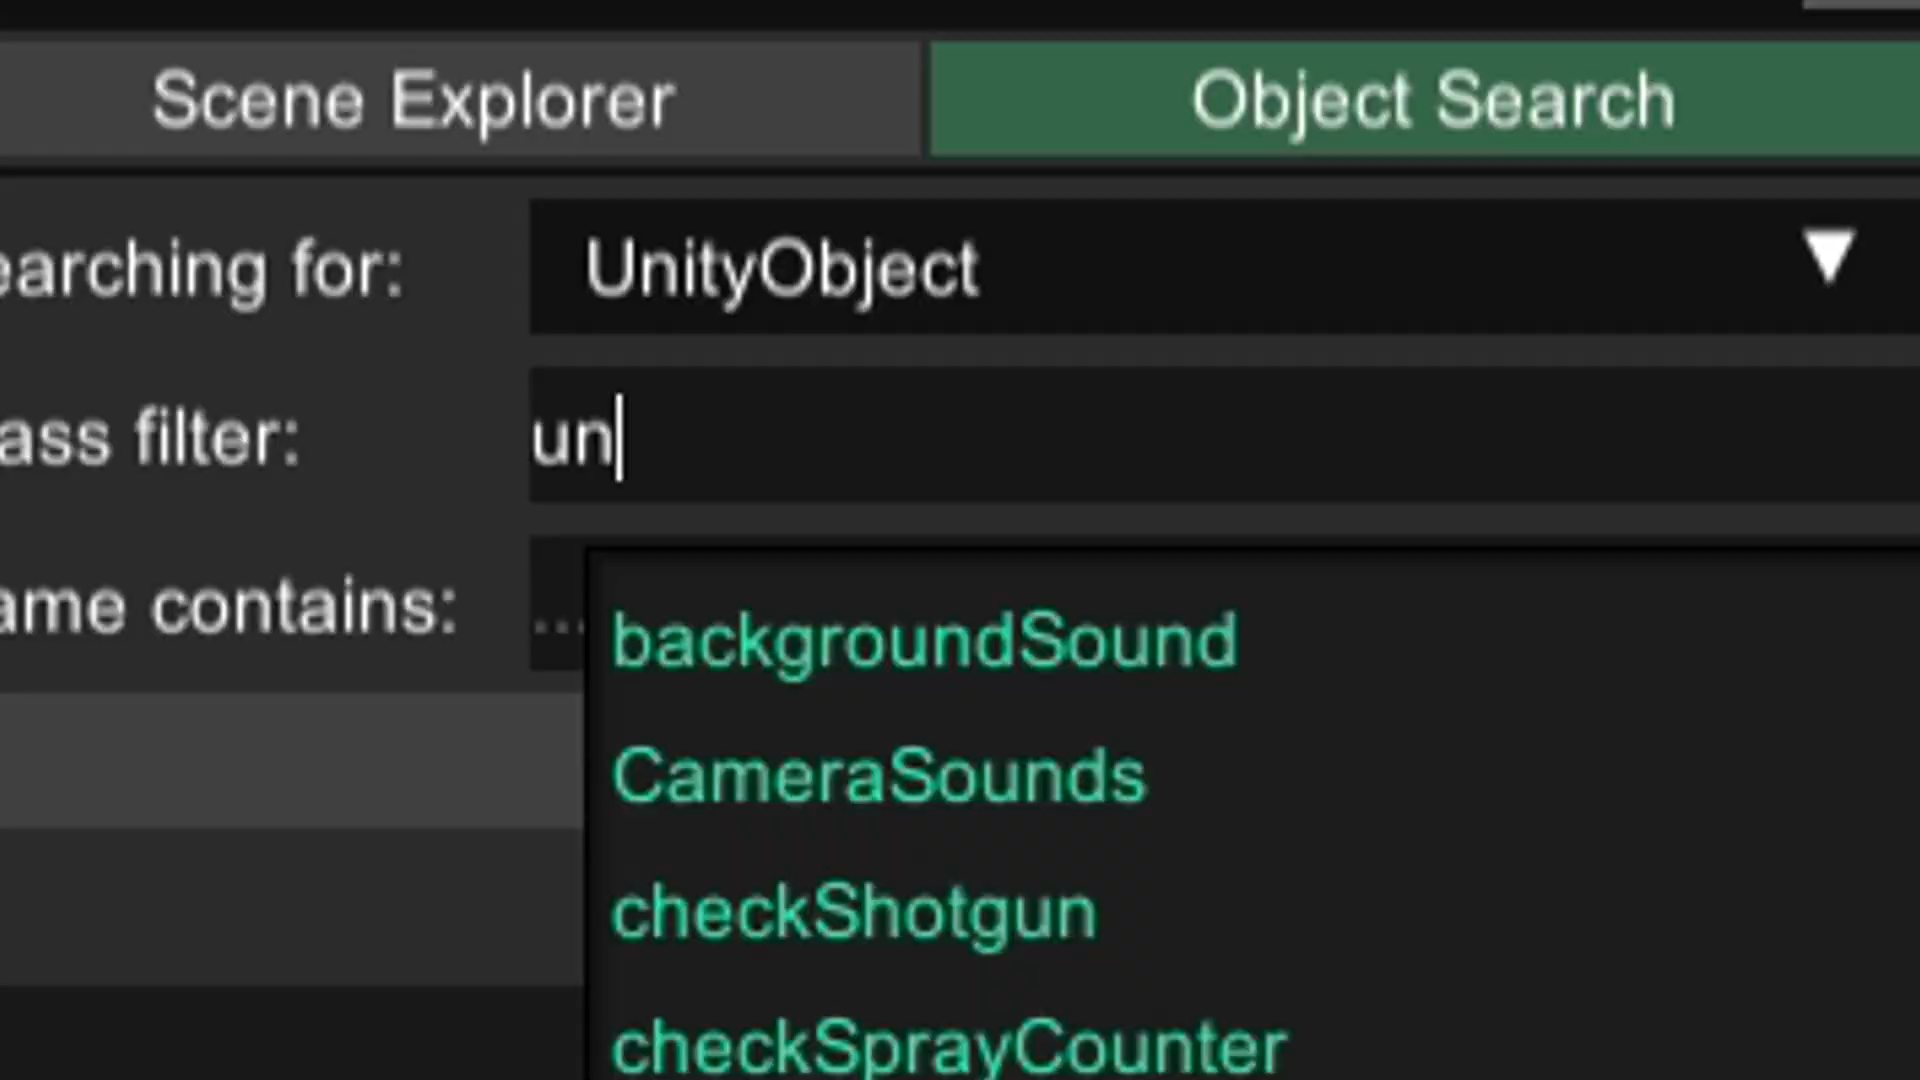 Scene Explorer Object Search
earching for: UnityObject ▼
ass filter: un
ame contains: ...
backgroundSound
CameraSounds
checkShotgun
checkSprayCounter